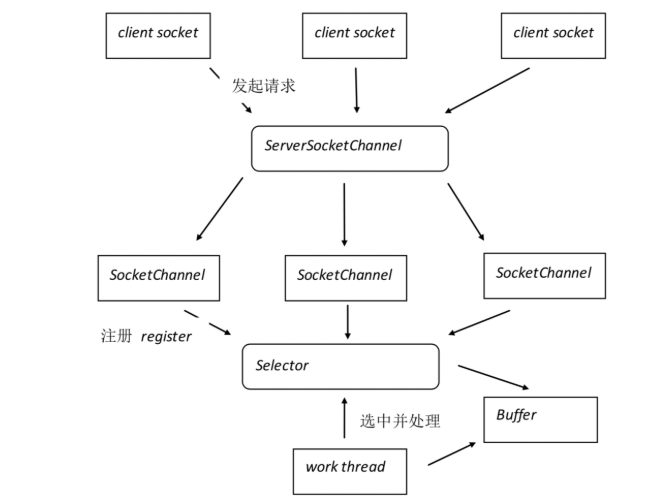 client socket
client socket
client socket
发起请求
ServerSocketChannel
SocketChannel
SocketChannel
SocketChannel
注册 register
Selector
Buffer
选中并处理
work thread